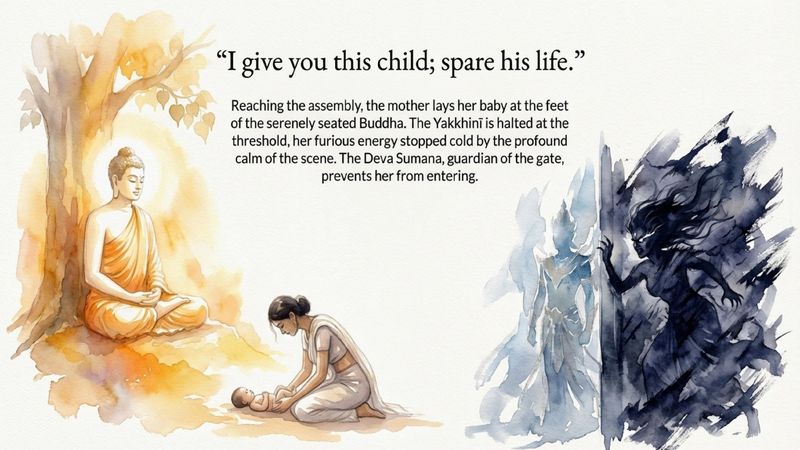 “I give you this child; spare his life.”
Reaching the assembly, the mother lays her baby at the feet
of the serenely seated Buddha. The Yakkhinī is halted at the
threshold, her furious energy stopped cold by the profound
calm of the scene. The Deva Sumana, guardian of the gate,
prevents her from entering.